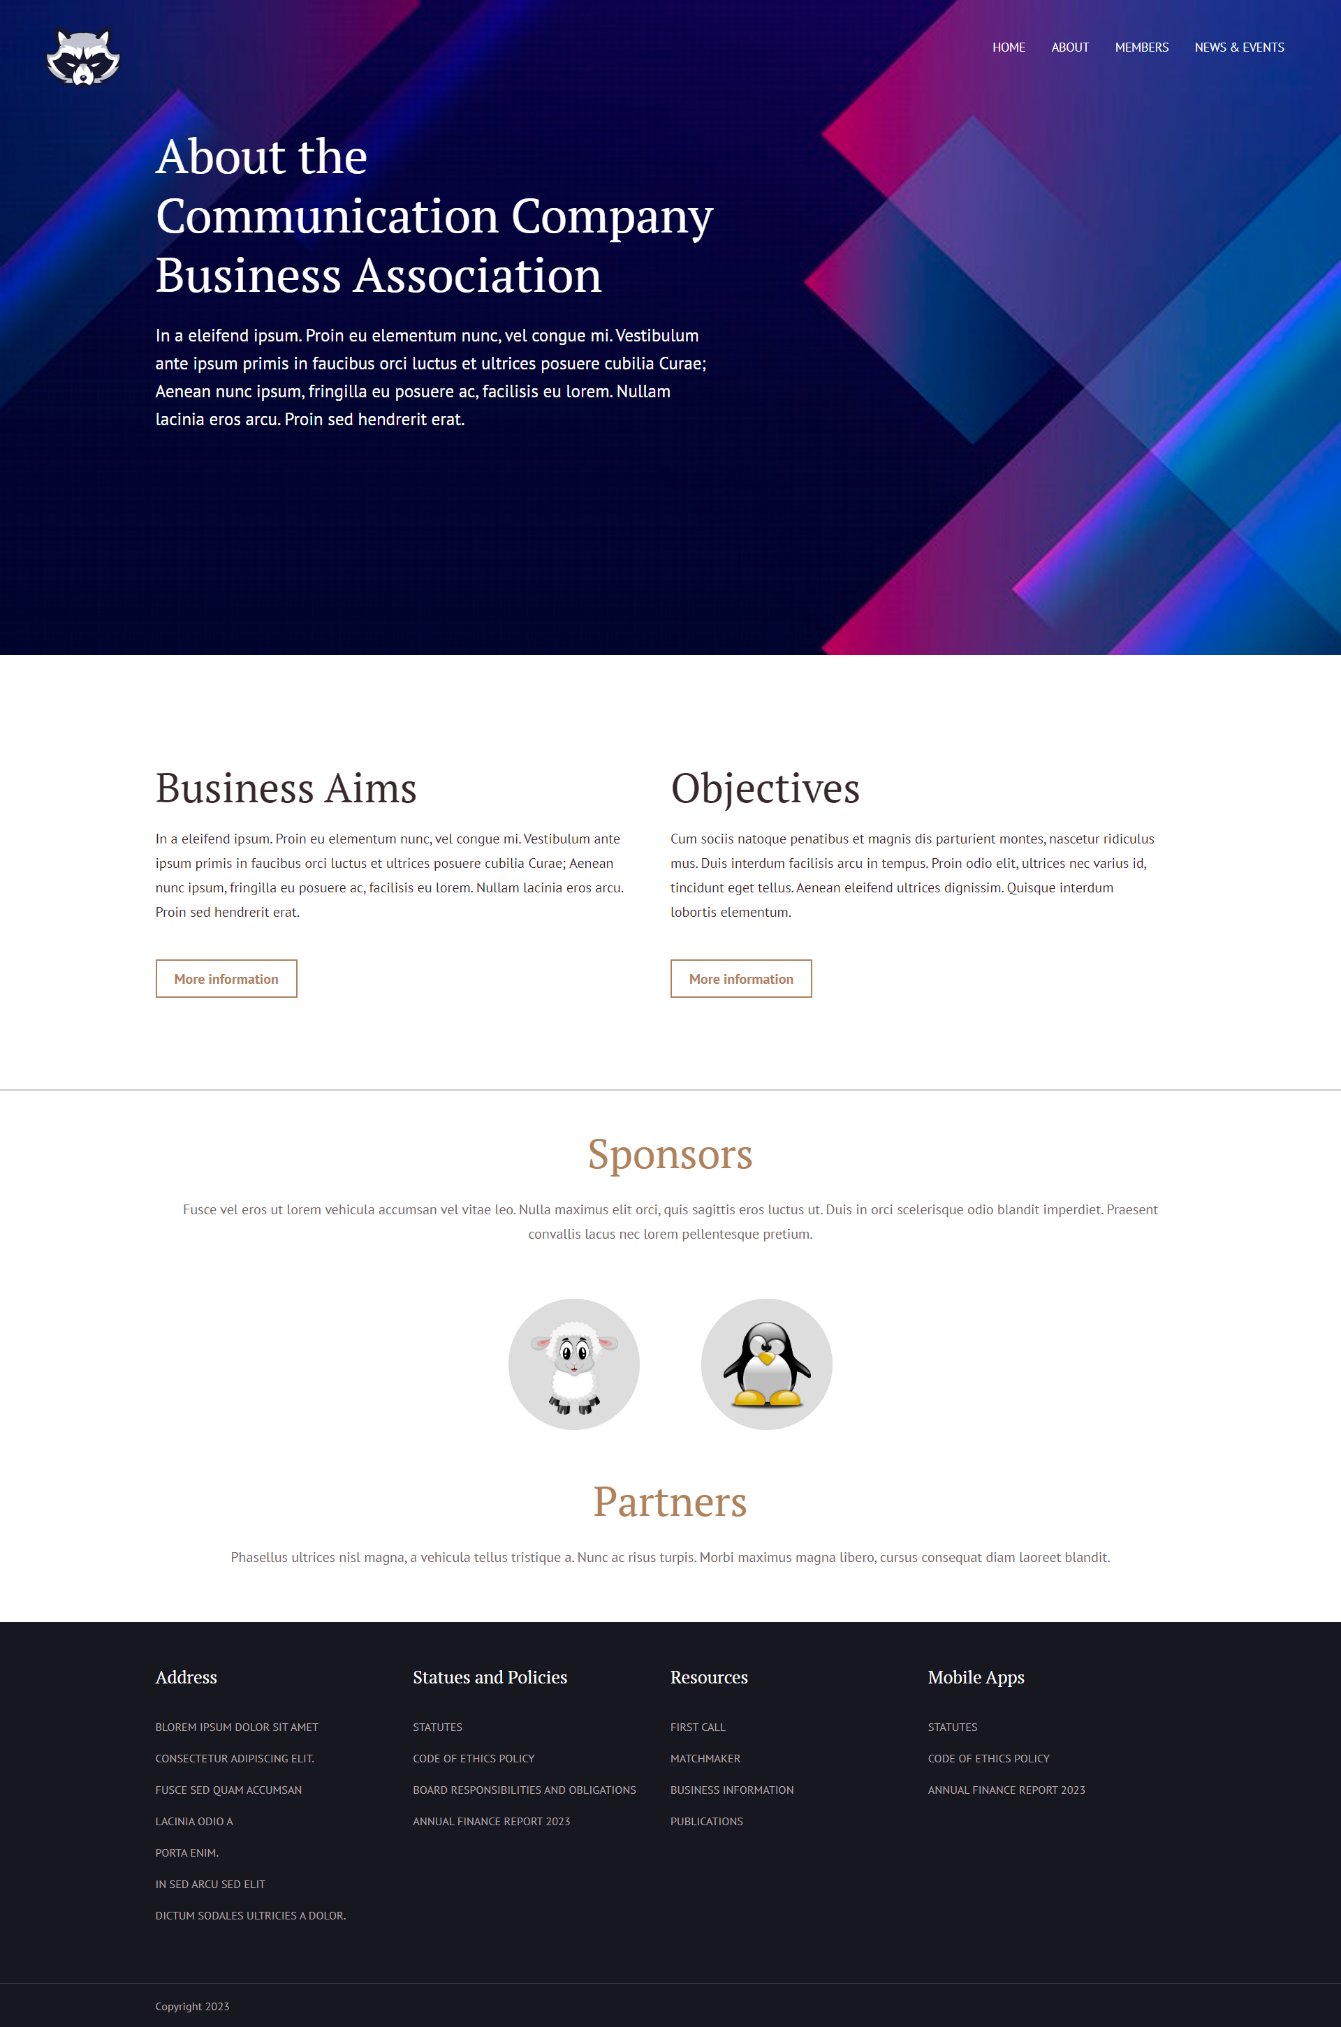 HOME ABOUT MEMBERS NEWS & EVENTS
About the
Communication Company
Business Association
In a eleifend ipsum. Proin eu elementum nunc, vel congue mi. Vestibulum
ante ipsum primis in faucibus orci luctus et ultrices posuere cubilia Curae;
Aenean nunc ipsum, fringilla eu posuere ac, facilisis eu lorem. Nullam
lacinia eros arcu. Proin sed hendrerit erat.
Business Aims
In a eleifend ipsum. Proin eu elementum nunc, vel congue mi. Vestibulum ante
ipsum primis in faucibus orci luctus et ultrices posuere cubilia Curae; Aenean
nunc ipsum, fringilla eu posuere ac, facilisis eu lorem. Nullam lacinia eros arcu.
Proin sed hendrerit erat.
More information
Objectives
Cum sociis natoque penatibus et magnis dis parturient montes, nascetur ridiculus
mus. Duis interdum facilisis arcu in tempus. Proin odio elit, ultrices nec varius id,
tincidunt eget tellus. Aenean eleifend ultrices dignissim. Quisque interdum
lobortis elementum.
More information
Sponsors
Fusce vel eros ut lorem vehicula accumsan vel vitae leo. Nulla maximus elit orci, quis sagittis eros luctus ut. Duis in orci scelerisque odio blandit imperdiet. Praesent
convallis lacus nec lorem pellentesque pretium.
Partners
Phasellus ultrices nisl magna, a vehicula tellus tristique a. Nunc ac risus turpis. Morbi maximus magna libero, cursus consequat diam laoreet blandit.
Address
BLOREM IPSUM DOLOR SIT AMET
CONSECTETUR ADIPISCING ELIT.
FUSCE SED QUAM ACCUMSAN
LACINIA ODIO A
PORTA ENIM.
IN SED ARCU SED ELIT
DICTUM SODALES ULTRICIES A DOLOR.
Statues and Policies
STATUTES
CODE OF ETHICS POLICY
BOARD RESPONSIBILITIES AND OBLIGATIONS
ANNUAL FINANCE REPORT 2023
Resources
FIRST CALL
MATCHMAKER
BUSINESS INFORMATION
PUBLICATIONS
Mobile Apps
STATUTES
CODE OF ETHICS POLICY
ANNUAL FINANCE REPORT 2023
Copyright 2023